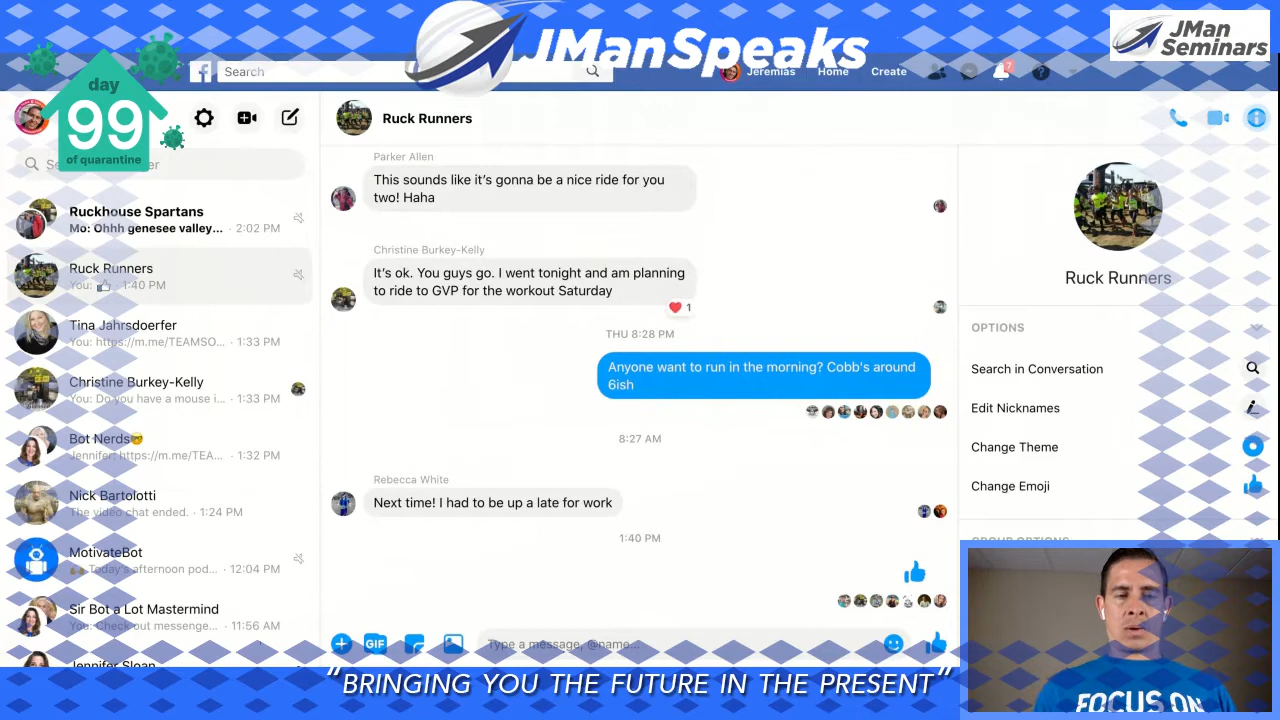 JManSpeaks
JMan
Seminars
Search
Jeremias
Home
Create
7
day
99
of quarantine
Ruckhouse Spartans
Mo: Ohhh genesee valley... · 2:02 PM
Ruck Runners
You: · 1:40 PM
Tina Jahrsdoerfer
You: https://m.me/TEAMSO... · 1:33 PM
Christine Burkey-Kelly
You: Do you have a mouse i... · 1:33 PM
Bot Nerds
Jennifer: https://m.me/TEA... · 1:32 PM
Nick Bartolotti
The video chat ended. · 1:24 PM
MotivateBot
Today's afternoon pod... · 12:04 PM
Sir Bot a Lot Mastermind
You: Check out messenge... · 11:56 AM
Jennifer Sloan
Ruck Runners
Parker Allen
This sounds like it's gonna be a nice ride for you
two! Haha
Christine Burkey-Kelly
It's ok. You guys go. I went tonight and am planning
to ride to GVP for the workout Saturday
1
THU 8:28 PM
Anyone want to run in the morning? Cobb's around
6ish
8:27 AM
Rebecca White
Next time! I had to be up a late for work
1:40 PM
GIF
Type a message, @name...
Ruck Runners
OPTIONS
Search in Conversation
Edit Nicknames
Change Theme
Change Emoji
GROUP OPTIONS
FOCUS ON
"BRINGING YOU THE FUTURE IN THE PRESENT"